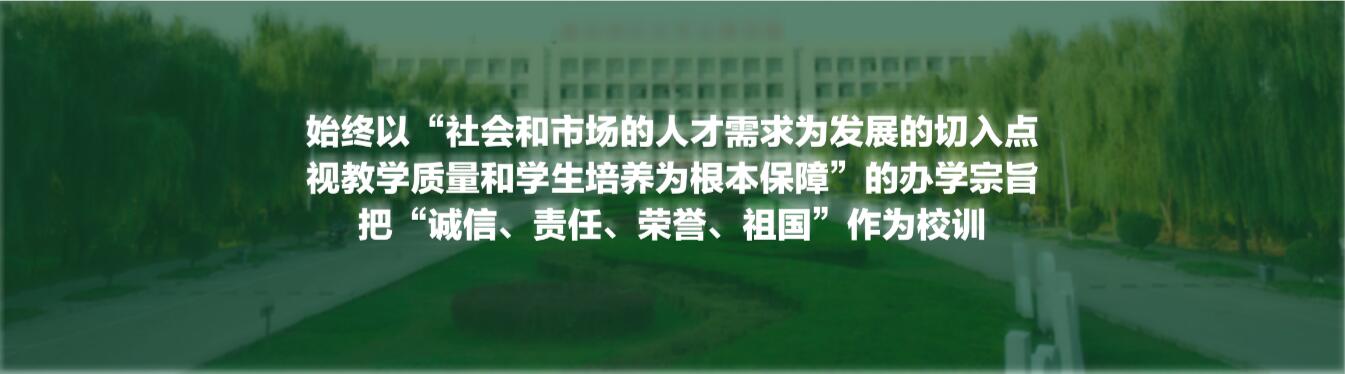 始终以“社会和市场的人才需求为发展的切入点
视教学质量和学生培养为根本保障”的办学宗旨
把“诚信、责任、荣誉、祖国”作为校训